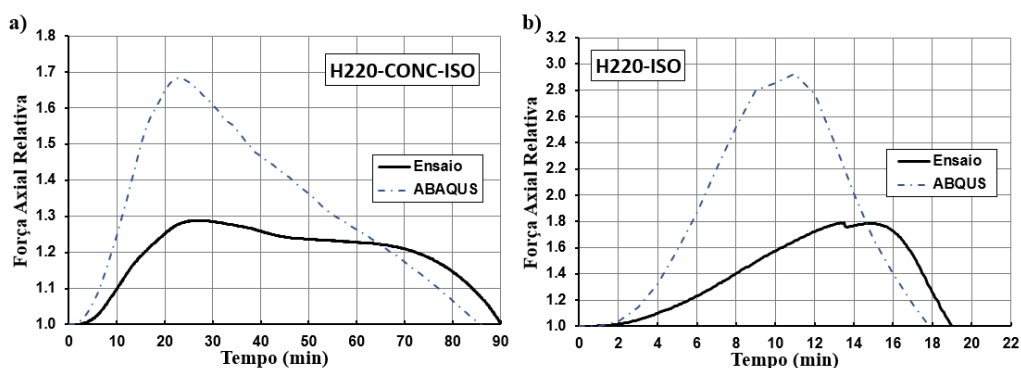 a)
H220-CONC-ISO
Força Axial Relativa
1.8
1.7
1.6
1.5
1.4
1.3
1.2
1.1
1.0
Ensaio
ABAQUS
0 10 20 30 40 50 60 70 80 90
Tempo (min)
b)
H220-ISO
Força Axial Relativa
3.2
3.0
2.8
2.6
2.4
2.2
2.0
1.8
1.6
1.4
1.2
1.0
Ensaio
ABQUS
0 2 4 6 8 10 12 14 16 18 20 22
Tempo (min)